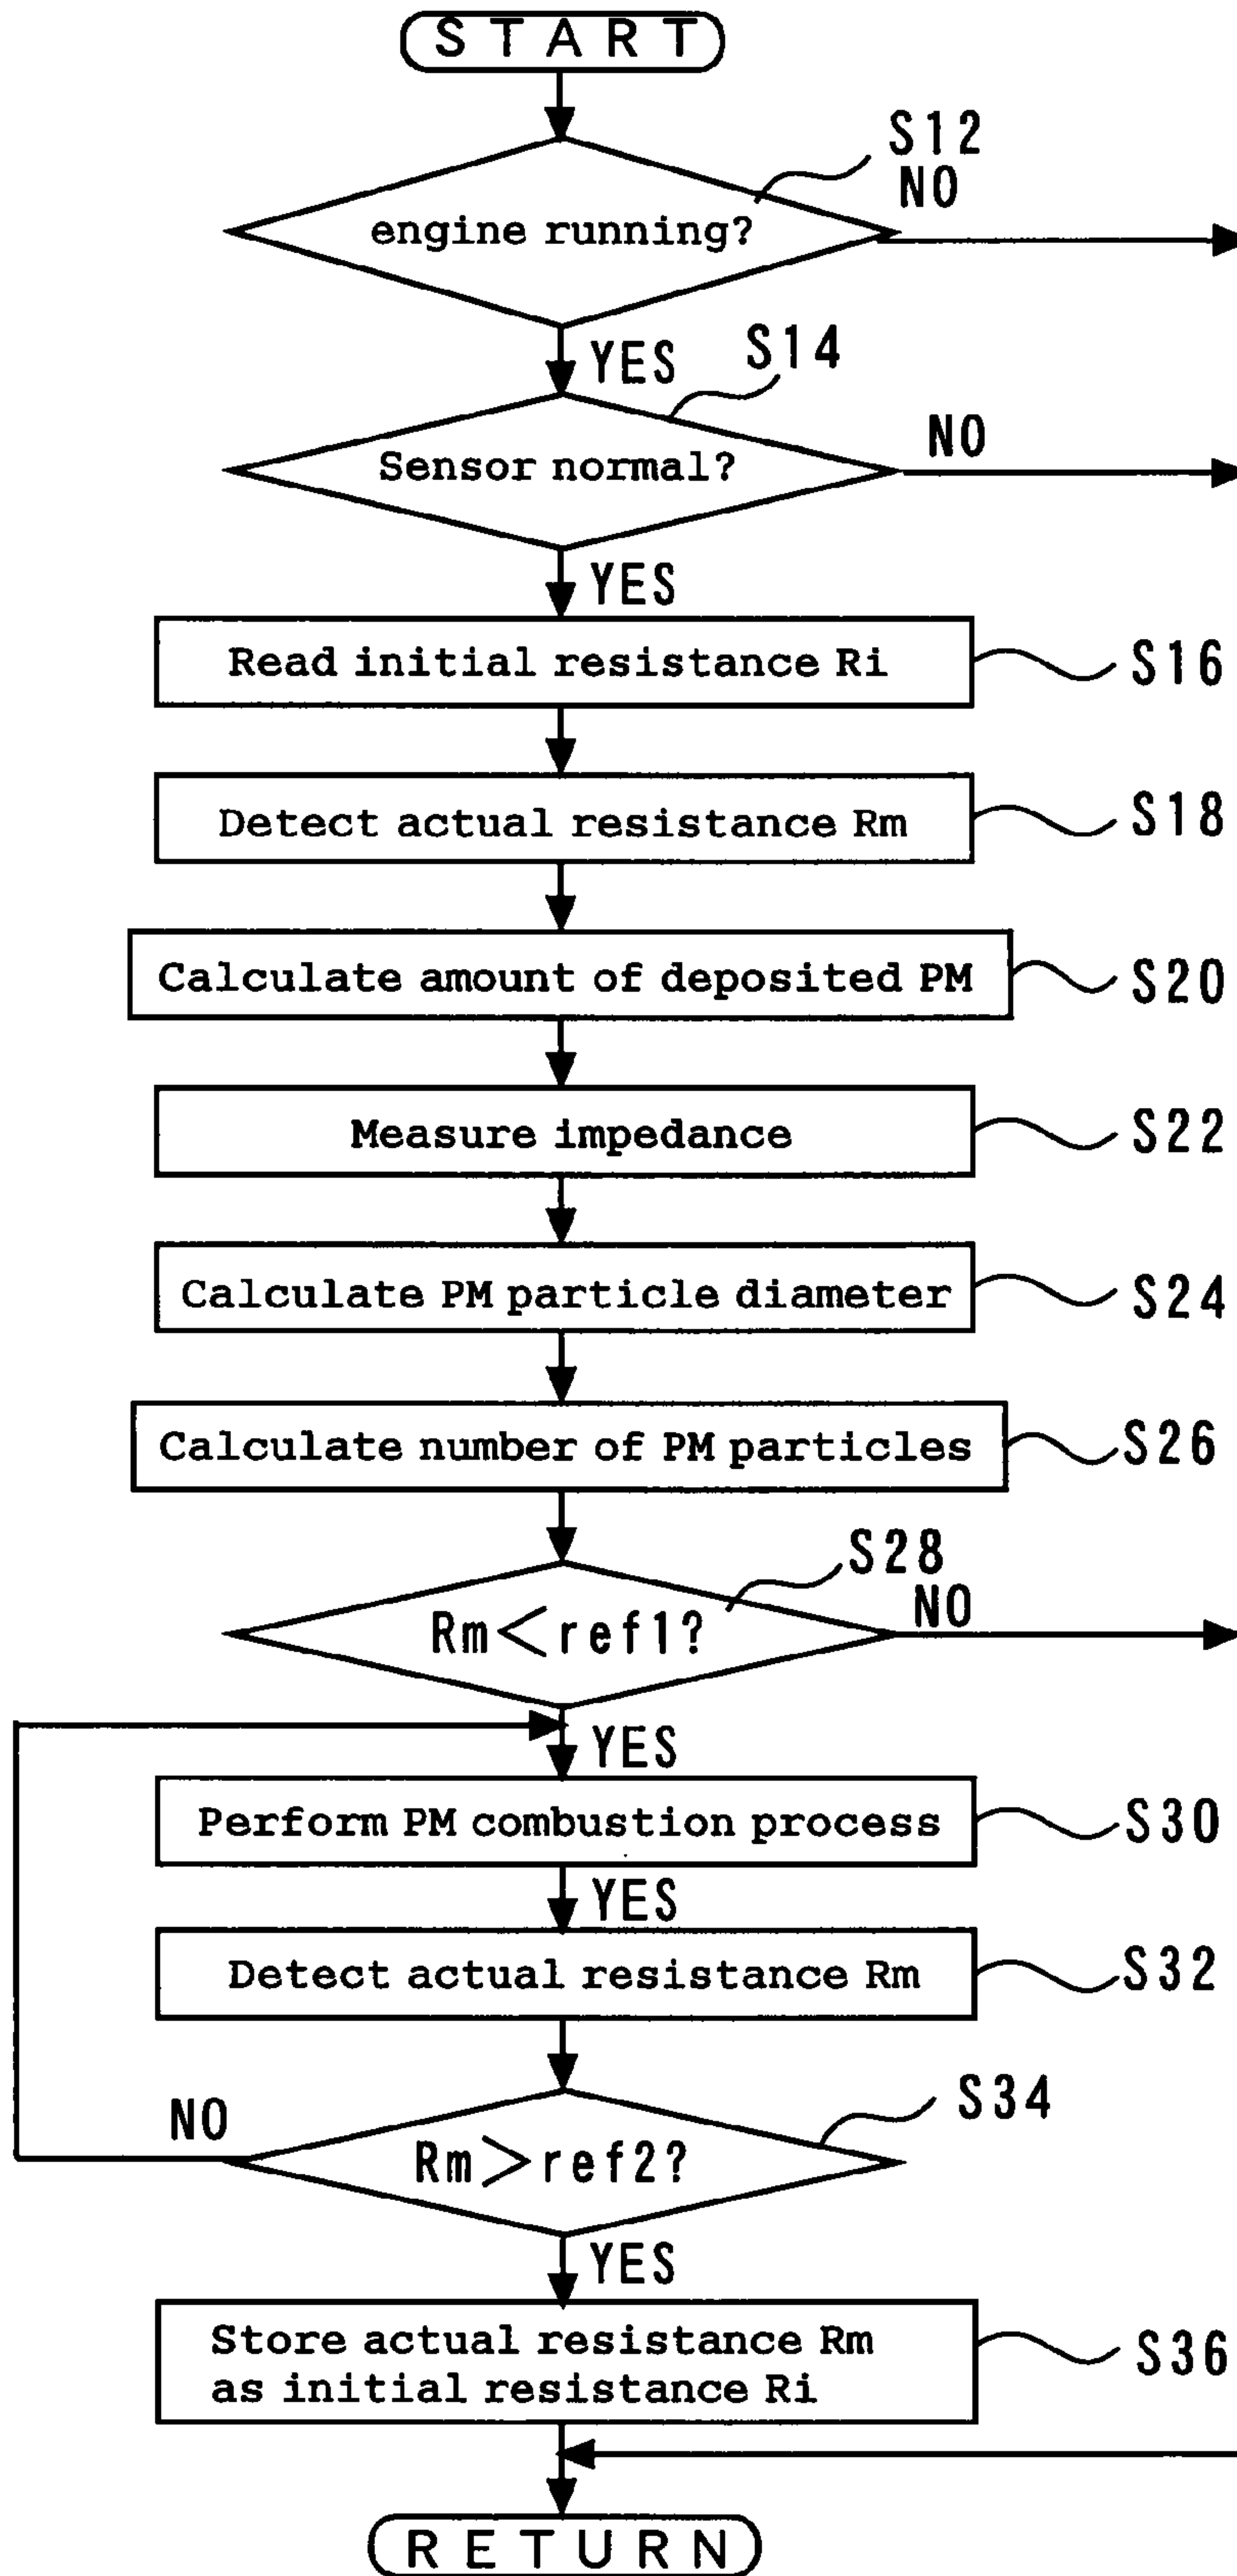 START
S12
NO
engine running?
YES
S14
NO
Sensor normal?
YES
Read initial resistance Ri
S16
Detect actual resistance Rm
S18
Calculate amount of deposited PM
S20
Measure impedance
S22
Calculate PM particle diameter
S24
Calculate number of PM particles
S26
S28
NO
Rm<ref1?
YES
Perform PM combustion process
S30
YES
Detect actual resistance Rm
S32
S34
NO
Rm>ref2?
YES
Store actual resistance Rm
as initial resistance Ri
S36
RETURN